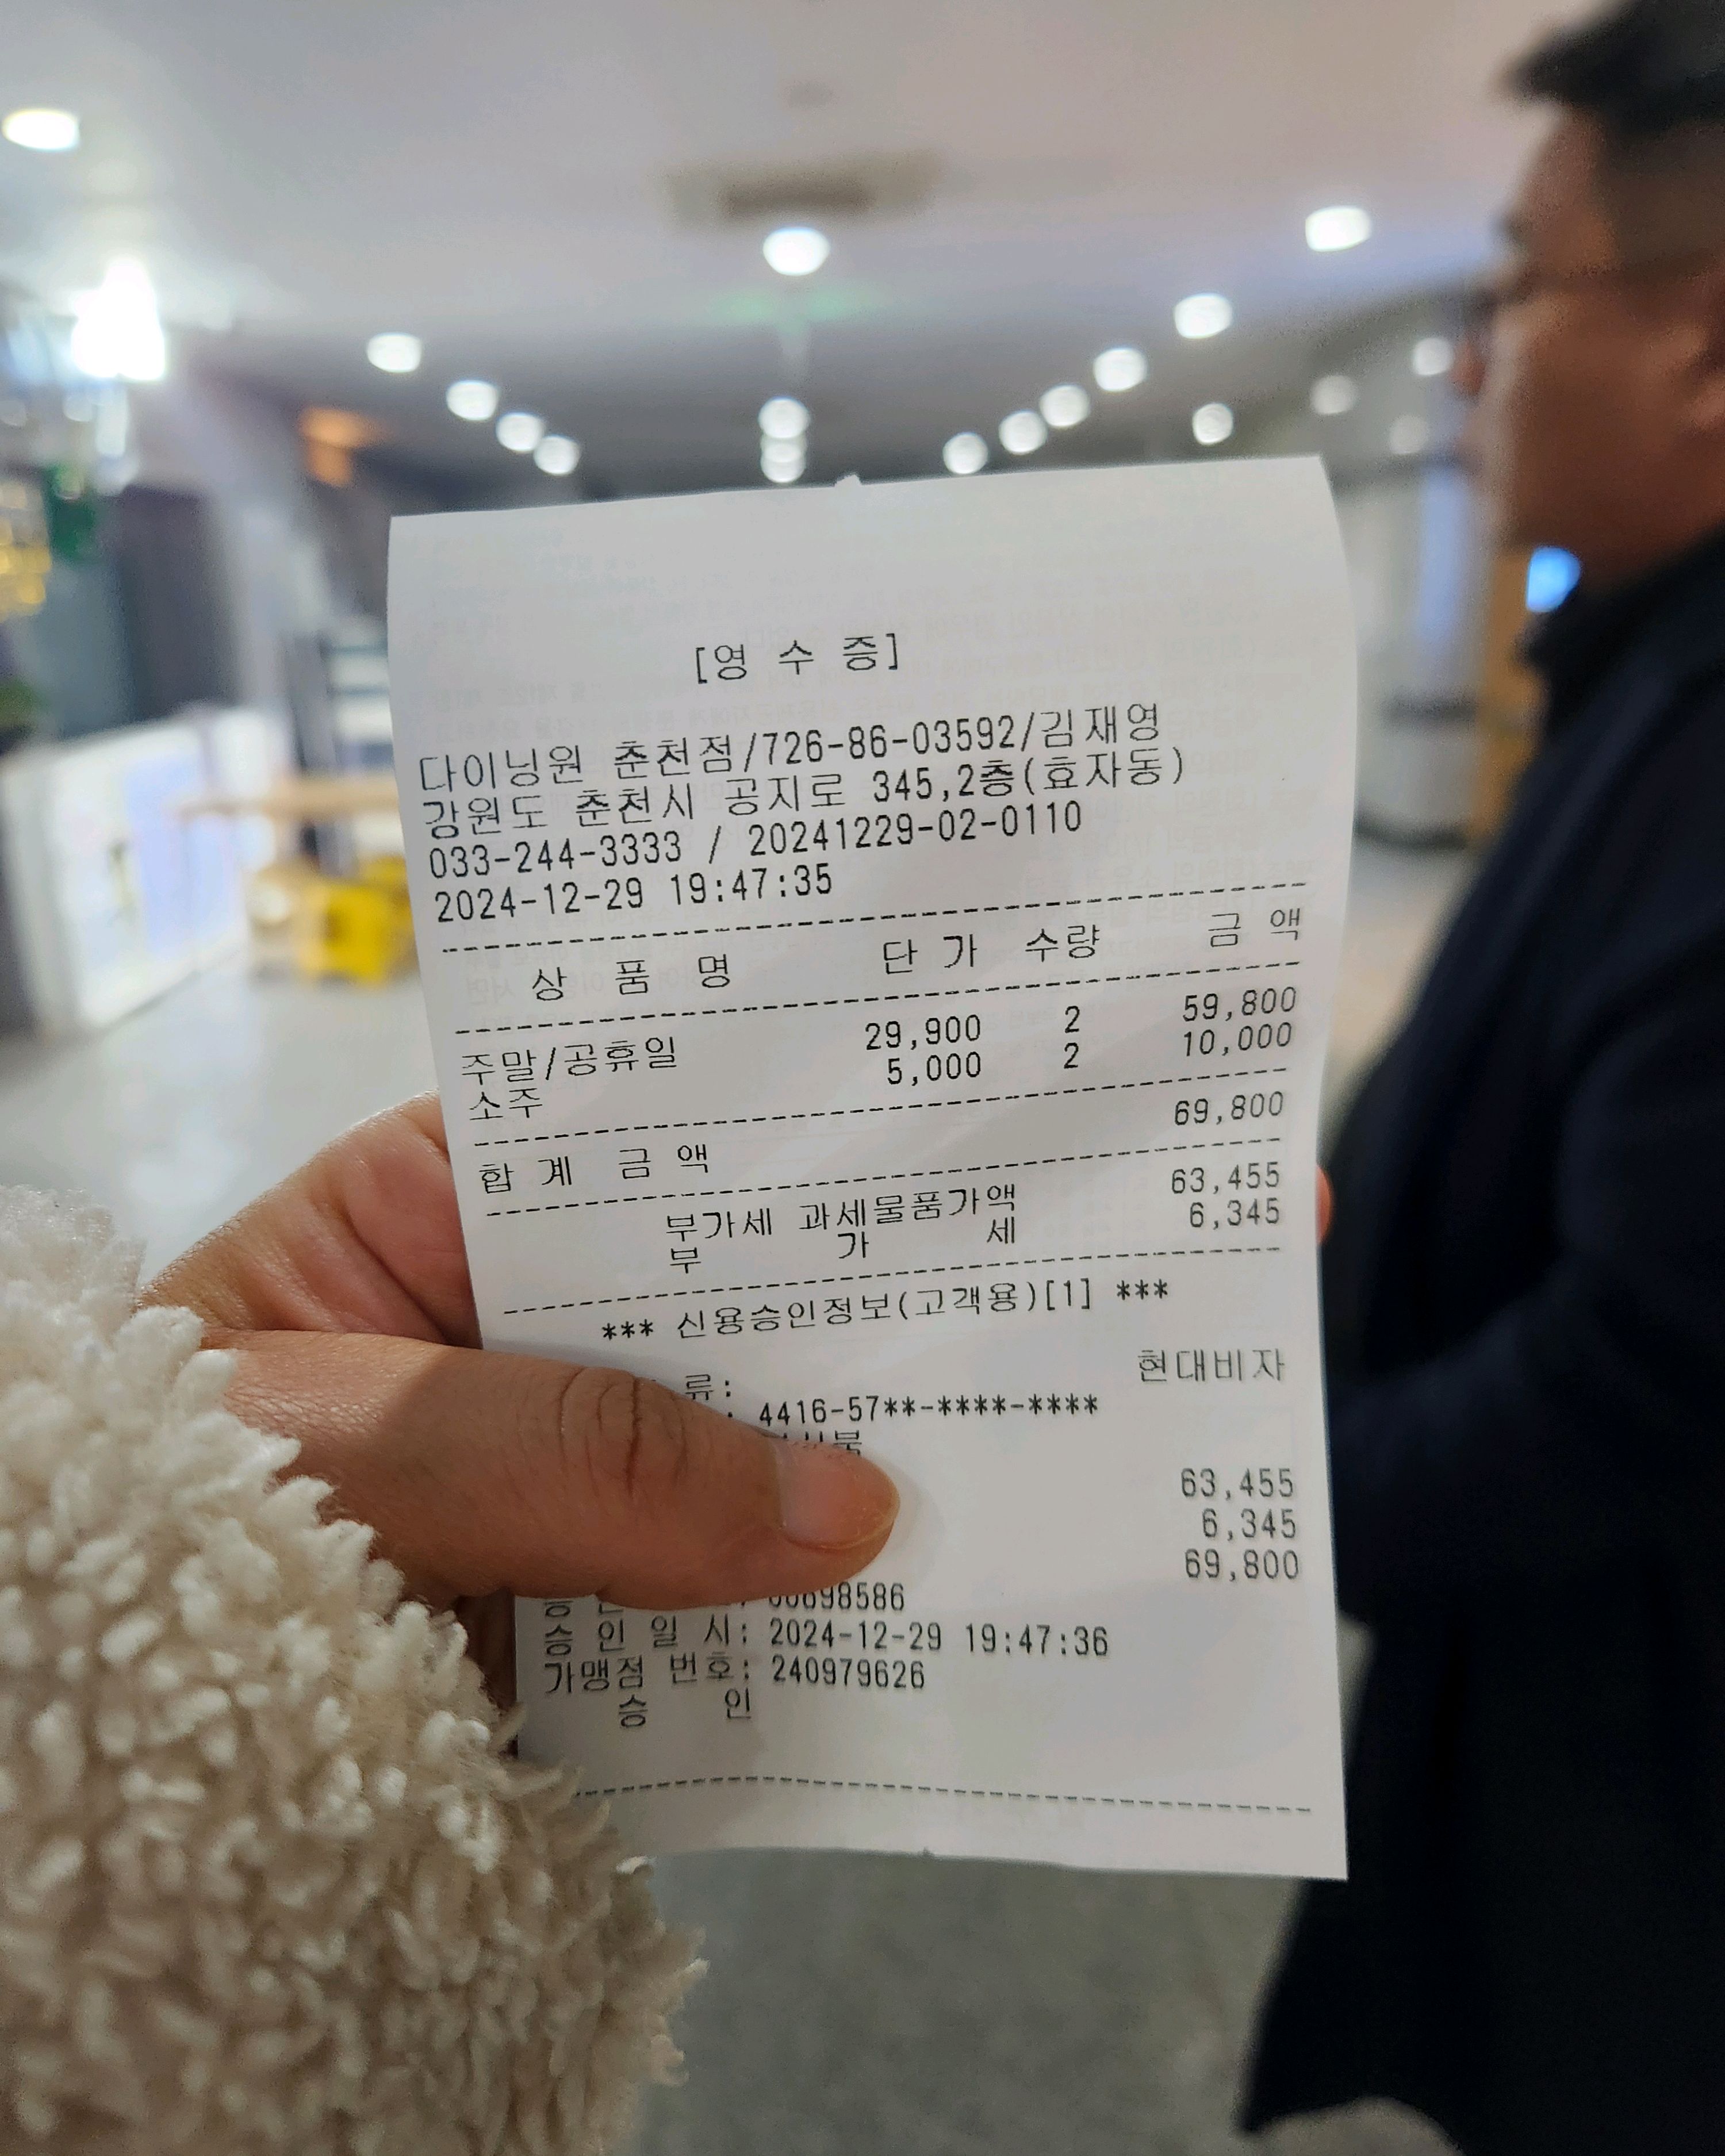 [영 수 증]
다이닝원 춘천점/726-86-03592/김재영
강원도 춘천시 공지로 345,2층(효자동)
033-244-3333 / 20241229-02-0110
2024-12-29 19:47:35
상 품 명 단 가 수량 금 액
주말/공휴일 29,900 2 59,800
소주 5,000 2 10,000
합 계 금 액 69,800
부가세 과세물품가액 63,455
부 가 세 6,345
*** 신용승인정보(고객용)[1] ***
류: 현대비자
: 4416-57**-****-****
63,455
6,345
69,800
98586
승 인 일 시: 2024-12-29 19:47:36
가맹점 번호: 240979626
승 인